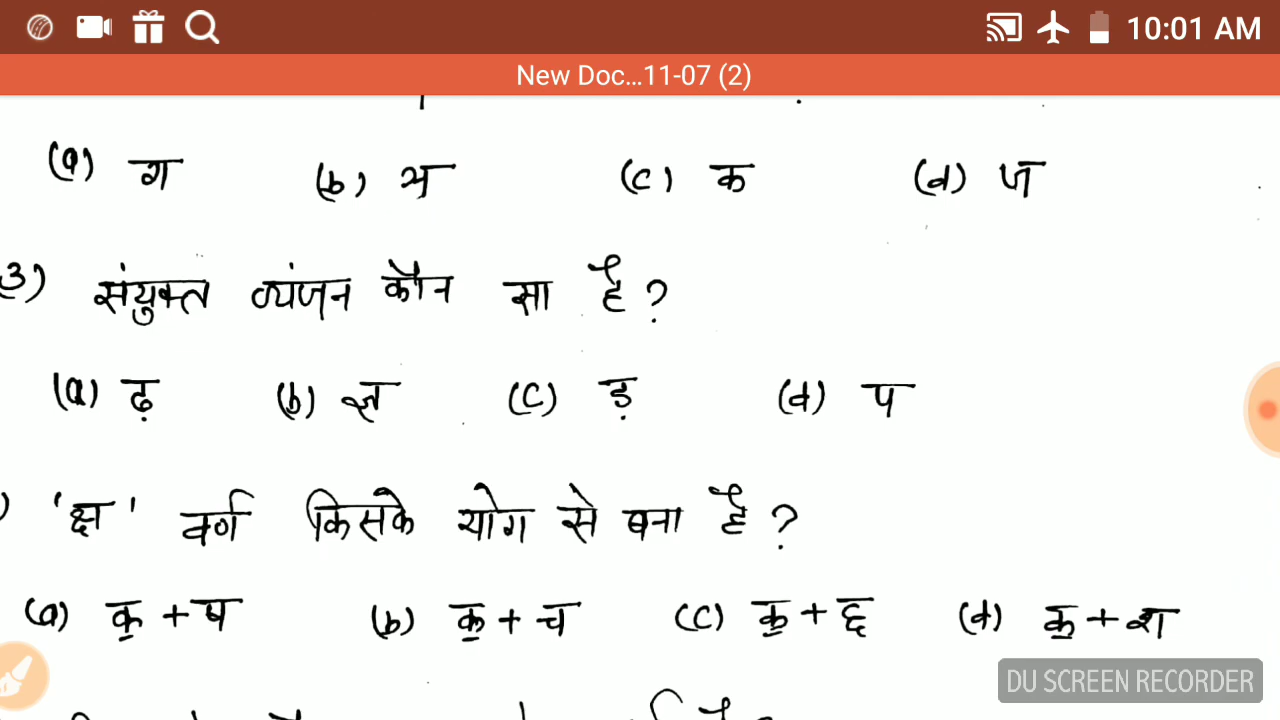 10:01 AM
New Doc...11-07 (2)
(a) ग (b) भ (c) क (d) ज
3) संयुक्त व्यंजन कौन सा है ?
(a) ढ़ (b) ज्ञ (c) ड़ (d) प
) 'क्ष' वर्ण किसके योग से बना है ?
(a) क् + ष (b) क् + च (c) क् + छ (d) क् + श
DU SCREEN RECORDER